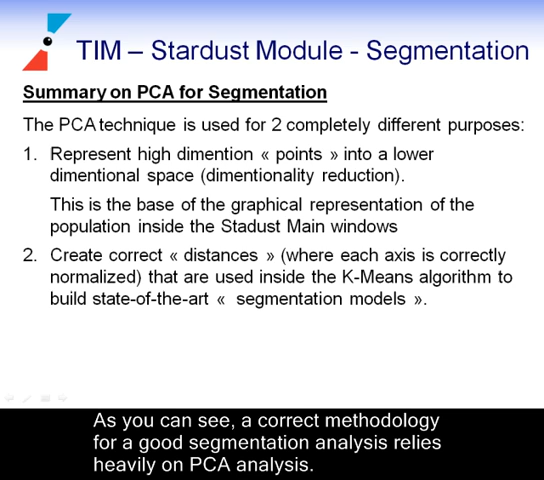 TIM – Stardust Module - Segmentation
Summary on PCA for Segmentation
The PCA technique is used for 2 completely different purposes:
1. Represent high dimention « points » into a lower
dimentional space (dimentionality reduction).
This is the base of the graphical representation of the
population inside the Stadust Main windows
2. Create correct « distances » (where each axis is correctly
normalized) that are used inside the K-Means algorithm to
build state-of-the-art « segmentation models ».
As you can see, a correct methodology
for a good segmentation analysis relies
heavily on PCA analysis.